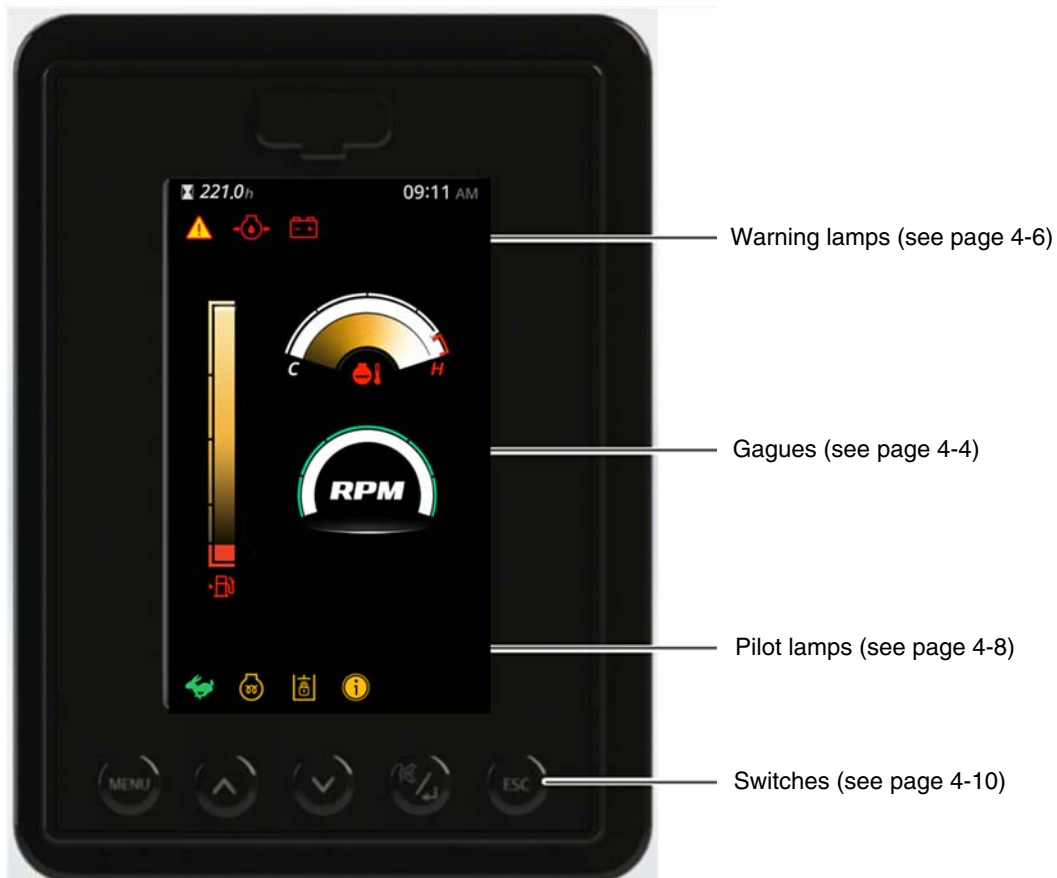 221.0h
09:11 AM
Warning lamps (see page 4-6)
C
H
Gagues (see page 4-4)
RPM
Pilot lamps (see page 4-8)
MENU
ESC
Switches (see page 4-10)